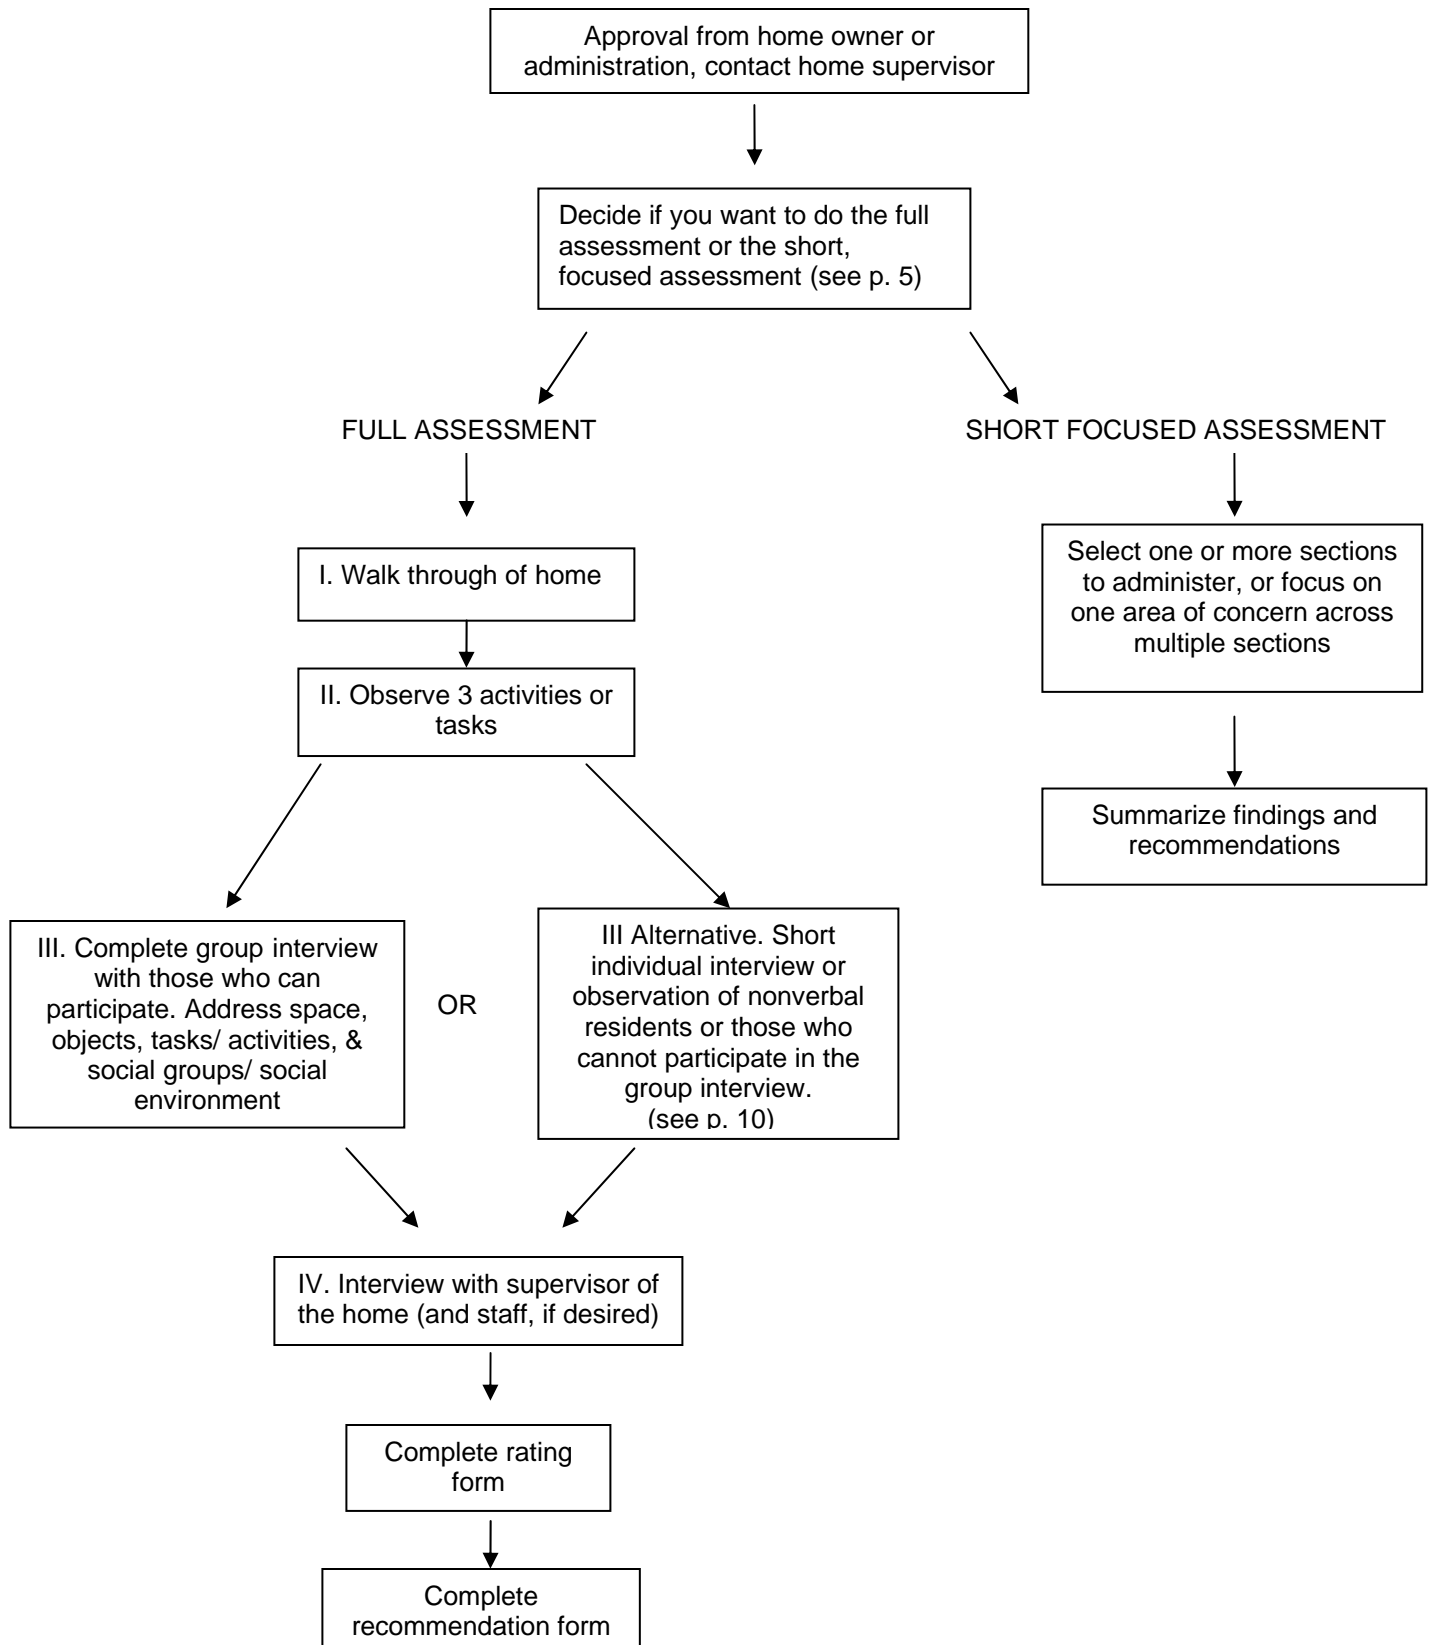 Approval from home owner or
administration, contact home supervisor
Decide if you want to do the full
assessment or the short,
focused assessment (see p. 5)
FULL ASSESSMENT
SHORT FOCUSED ASSESSMENT
I. Walk through of home
Select one or more sections
to administer, or focus on
one area of concern across
multiple sections
II. Observe 3 activities or
tasks
Summarize findings and
recommendations
III. Complete group interview
with those who can
participate. Address space,
objects, tasks/ activities, &
social groups/ social
environment
OR
III Alternative. Short
individual interview or
observation of nonverbal
residents or those who
cannot participate in the
group interview.
(see p. 10)
IV. Interview with supervisor of
the home (and staff, if desired)
Complete rating
form
Complete
recommendation form